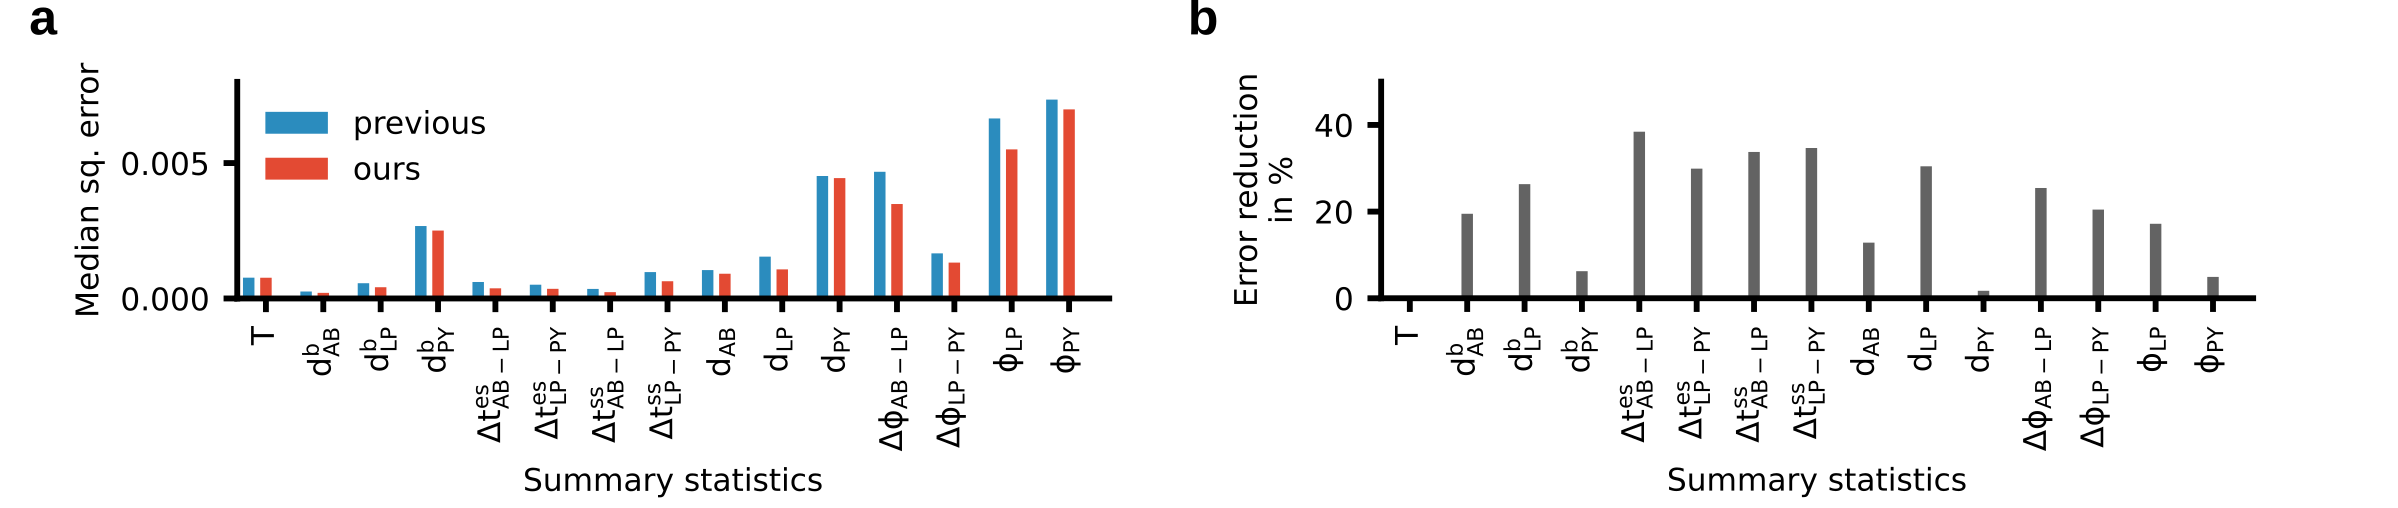 a
Median sq. error
0.005
0.000
previous
ours
T
d^b_AB
d^b_LP
d^b_PY
Δt^es_AB – LP
Δt^es_LP – PY
Δt^ss_AB – LP
Δt^ss_LP – PY
d_AB
d_LP
d_PY
Δϕ_AB – LP
Δϕ_LP – PY
ϕ_LP
ϕ_PY
Summary statistics
b
Error reduction
in %
40
20
0
T
d^b_AB
d^b_LP
d^b_PY
Δt^es_AB – LP
Δt^es_LP – PY
Δt^ss_AB – LP
Δt^ss_LP – PY
d_AB
d_LP
d_PY
Δϕ_AB – LP
Δϕ_LP – PY
ϕ_LP
ϕ_PY
Summary statistics